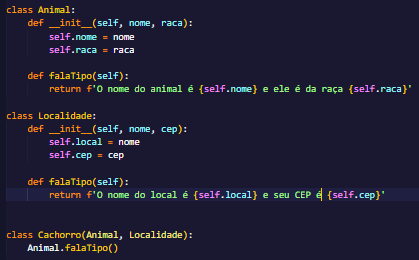 class Animal:
    def __init__(self, nome, raca):
        self.nome = nome
        self.raca = raca

    def falaTipo(self):
        return f'O nome do animal é {self.nome} e ele é da raça {self.raca}'

class Localidade:
    def __init__(self, nome, cep):
        self.local = nome
        self.cep = cep

    def falaTipo(self):
        return f'O nome do local é {self.local} e seu CEP é {self.cep}'


class Cachorro(Animal, Localidade):
    Animal.falaTipo()